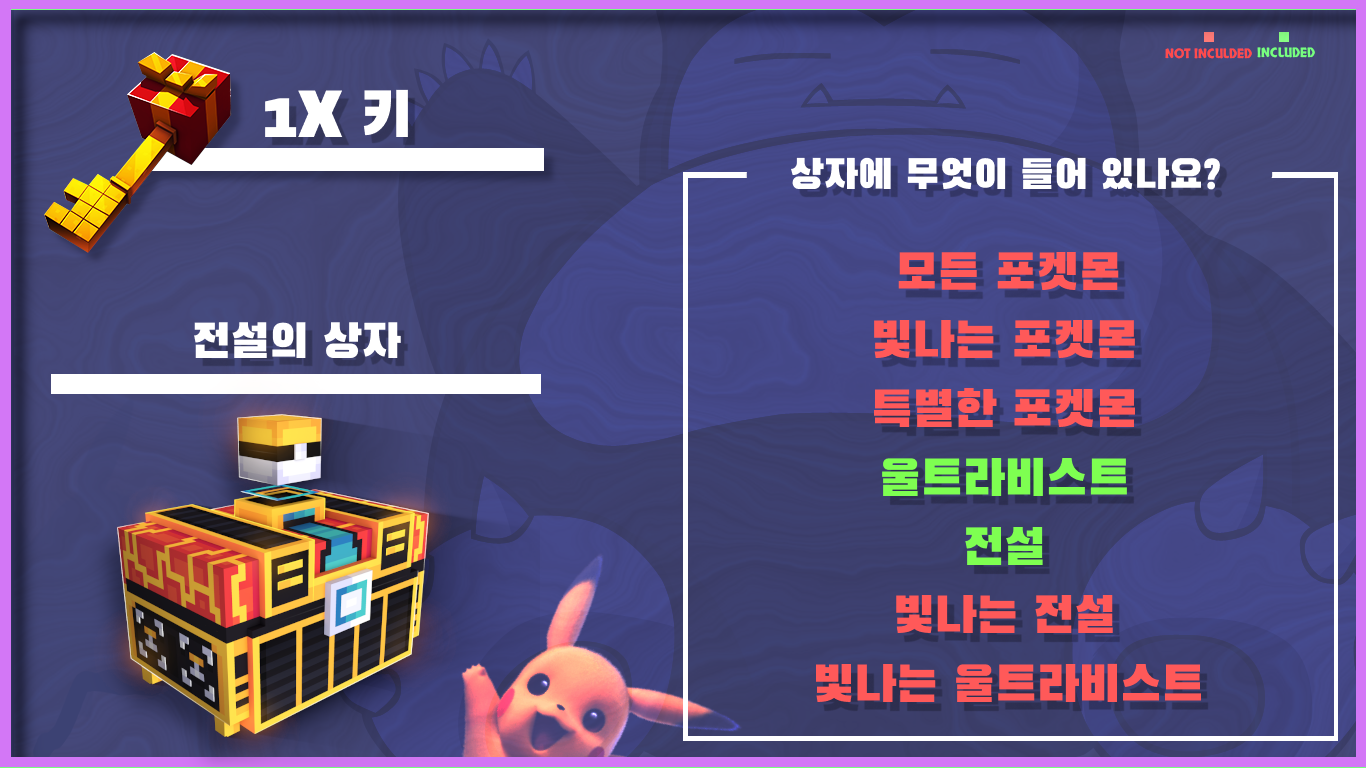 NOT INCULDED INCLUDED
1X 키
상자에 무엇이 들어 있나요?
전설의 상자
모든 포켓몬
빛나는 포켓몬
특별한 포켓몬
울트라비스트
전설
빛나는 전설
빛나는 울트라비스트